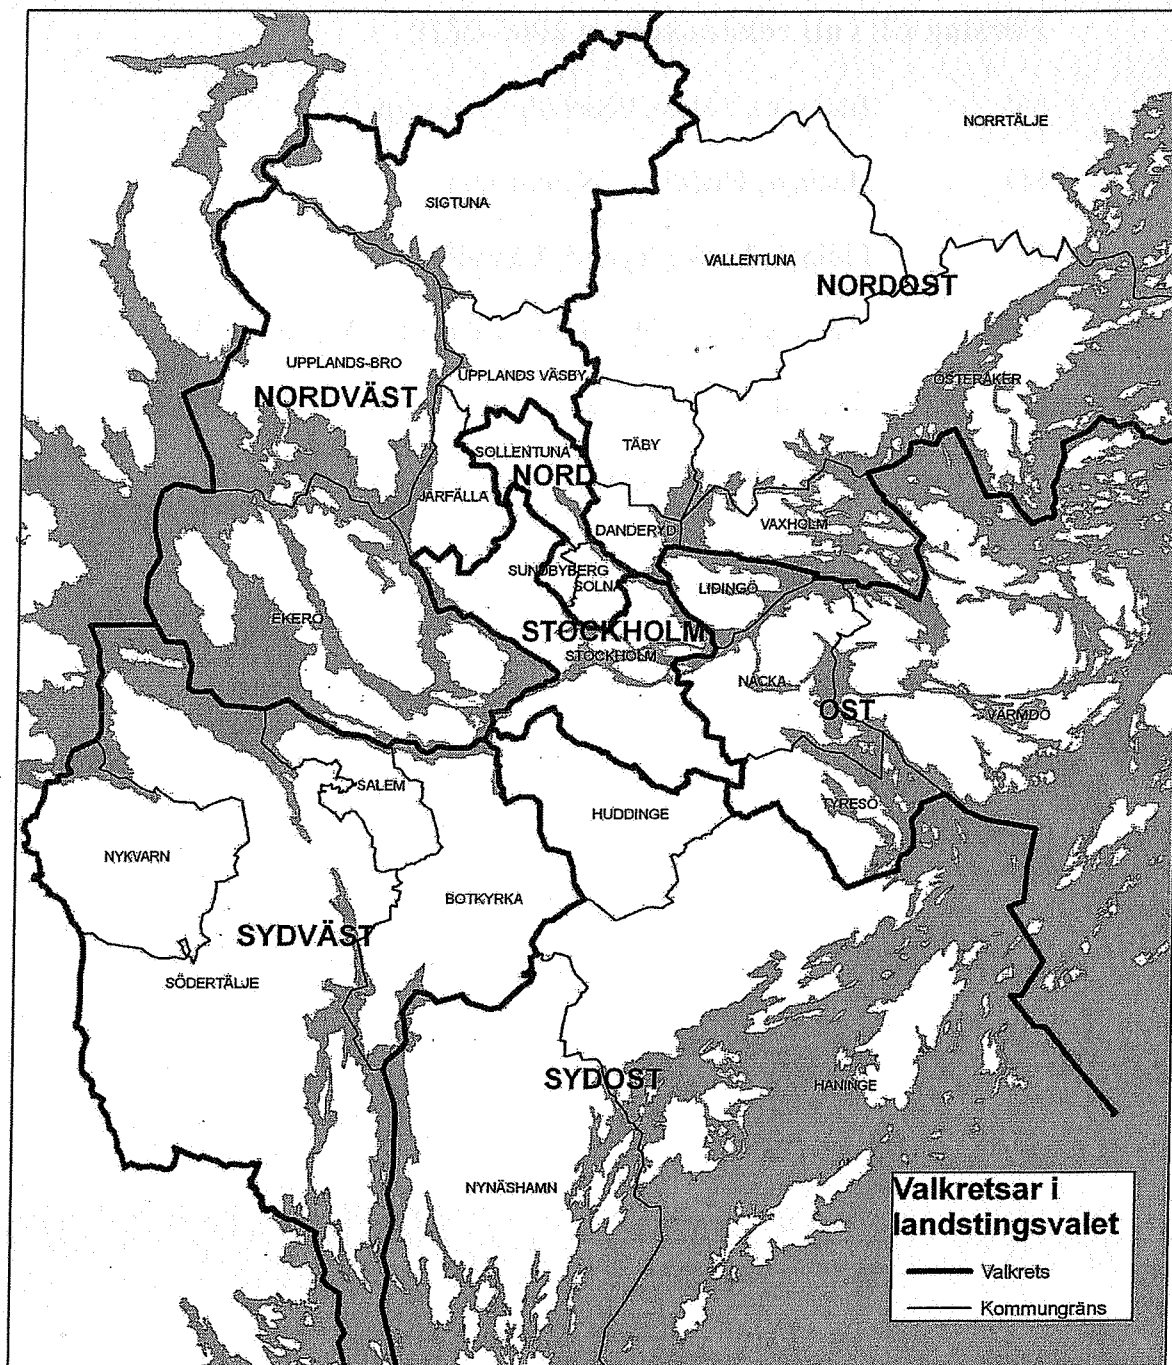 NORRTÄLJE
SIGTUNA
VALLENTUNA
NORDOST
UPPLANDS-BRO
UPPLANDS VÄSBY
ÖSTERÅKER
NORDVÄST
TÄBY
SOLLENTUNA
NORD
JÄRFÄLLA
VAXHOLM
DANDERYD
SUNDBYBERG
SOLNA
LIDINGÖ
EKERÖ
STOCKHOLM
STOCKHOLM
NACKA
ÖST
VÄRMDÖ
SALEM
TYRESÖ
HUDDINGE
NYKVARN
BOTKYRKA
SYDVÄST
SÖDERTÄLJE
SYDOST
HANINGE
NYNÄSHAMN
Valkretsar i
landstingsvalet
Valkrets
Kommungräns